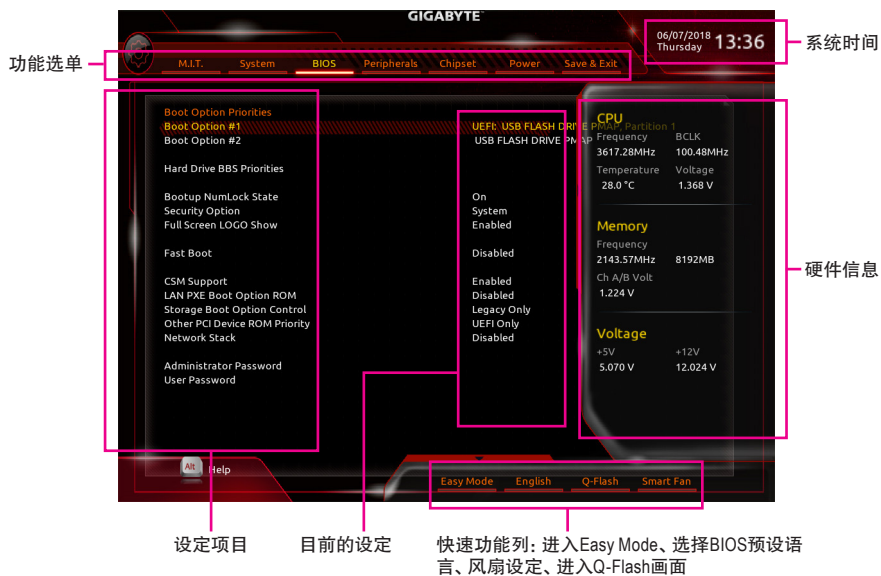 GIGABYTE
06/07/2018
Thursday
13:36
系统时间
功能选单
M.I.T. System BIOS Peripherals Chipset Power Save & Exit
Boot Option Priorities
Boot Option #1 UEFI: USB FLASH DRIVE PMAP, Partition 1
Boot Option #2 USB FLASH DRIVE PMAP
Hard Drive BBS Priorities
Bootup NumLock State On
Security Option System
Full Screen LOGO Show Enabled
Fast Boot Disabled
CSM Support Enabled
LAN PXE Boot Option ROM Disabled
Storage Boot Option Control Legacy Only
Other PCI Device ROM Priority UEFI Only
Network Stack Disabled
Administrator Password
User Password
CPU
Frequency BCLK
3617.28MHz 100.48MHz
Temperature Voltage
28.0 °C 1.368 V
Memory
Frequency
2143.57MHz 8192MB
Ch A/B Volt
1.224 V
Voltage
+5V +12V
5.070 V 12.024 V
硬件信息
Alt Help
Easy Mode English Q-Flash Smart Fan
设定项目
目前的设定
快速功能列: 进入Easy Mode、选择BIOS预设语
言、风扇设定、进入Q-Flash画面